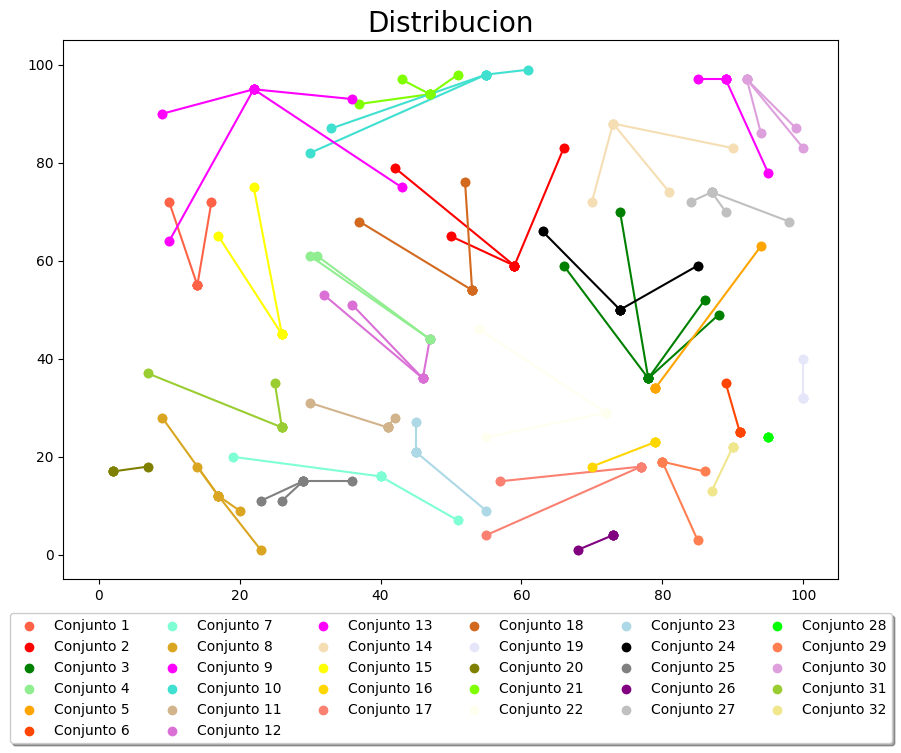 Distribucion
100
80
60
40
20
0
0 20 40 60 80 100
Conjunto 1 Conjunto 7 Conjunto 13 Conjunto 18 Conjunto 23 Conjunto 28
Conjunto 2 Conjunto 8 Conjunto 14 Conjunto 19 Conjunto 24 Conjunto 29
Conjunto 3 Conjunto 9 Conjunto 15 Conjunto 20 Conjunto 25 Conjunto 30
Conjunto 4 Conjunto 10 Conjunto 16 Conjunto 21 Conjunto 26 Conjunto 31
Conjunto 5 Conjunto 11 Conjunto 17 Conjunto 22 Conjunto 27 Conjunto 32
Conjunto 6 Conjunto 12